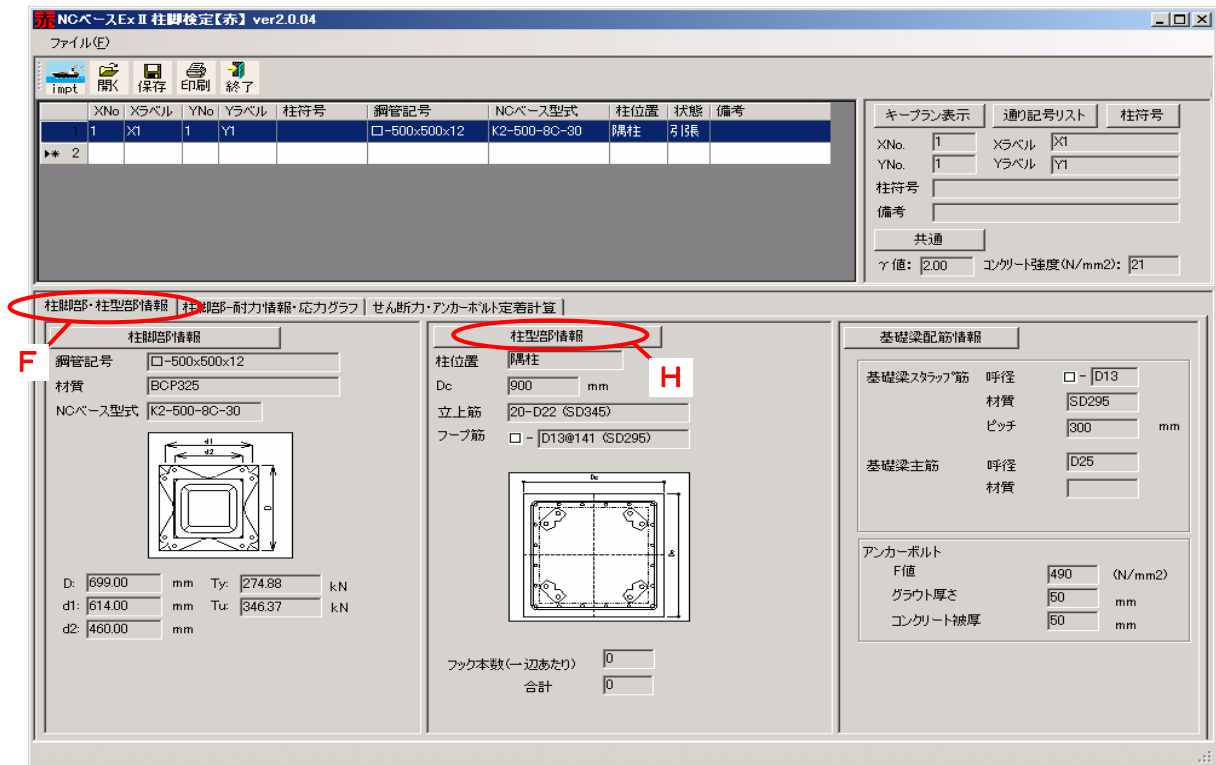 赤 NCベースExⅡ 柱脚検定【赤】 ver2.0.04
ファイル(F)
impt 開く 保存 印刷 終了
XNo Xラベル YNo Yラベル 柱符号 鋼管記号 NCベース型式 柱位置 状態 備考
1 1 X1 1 Y1 □-500x500x12 K2-500-8C-30 隅柱 引張
2
キープラン表示 通り記号リスト 柱符号
XNo. 1 Xラベル X1
YNo. 1 Yラベル Y1
柱符号
備考
共通
γ値: 2.00 コンクリート強度(N/mm2): 21
柱脚部・柱型部情報 柱脚部-耐力情報・応力グラフ せん断力・アンカーボルト定着計算
F
柱脚部情報
鋼管記号 □-500x500x12
材質 BCP325
NCベース型式 K2-500-8C-30
d1
d2
D
D: 699.00 mm Ty: 274.88 kN
d1: 614.00 mm Tu: 346.37 kN
d2: 460.00 mm
柱型部情報
H
柱位置 隅柱
Dc 900 mm
立上筋 20-D22 (SD345)
フープ筋 □ - D13@141 (SD295)
Dc
フック本数(一辺あたり) 0
合計 0
基礎梁配筋情報
基礎梁スタラップ筋 呼径 □ - D13
材質 SD295
ピッチ 300 mm
基礎梁主筋 呼径 D25
材質
アンカーボルト
F値 490 (N/mm2)
グラウト厚さ 50 mm
コンクリート被厚 50 mm